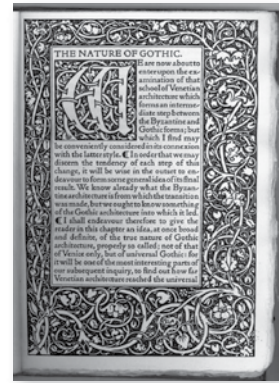 THE NATURE OF GOTHIC.
WE are now about to
enter upon the ex-
amination of that
school of Venetian
architecture which
forms an interme-
diate step between
the Byzantine and
Gothic forms; but
which I find may
be conveniently considered in its connexion
with the latter style. ¶ In order that we may
discern the tendency of each step of this
change, it will be wise in the outset to en-
deavour to form some general idea of its final
result. We know already what the Byzan-
tine architecture is from which the transition
was made, but we ought to know something
of the Gothic architecture into which it led.
¶ I shall endeavour therefore to give the
reader in this chapter an idea, at once broad
and definite, of the true nature of Gothic
architecture, properly so called; not of that
of Venice only, but of universal Gothic: for
it will be one of the most interesting parts of
our subsequent inquiry, to find out how far
Venetian architecture reached the universal